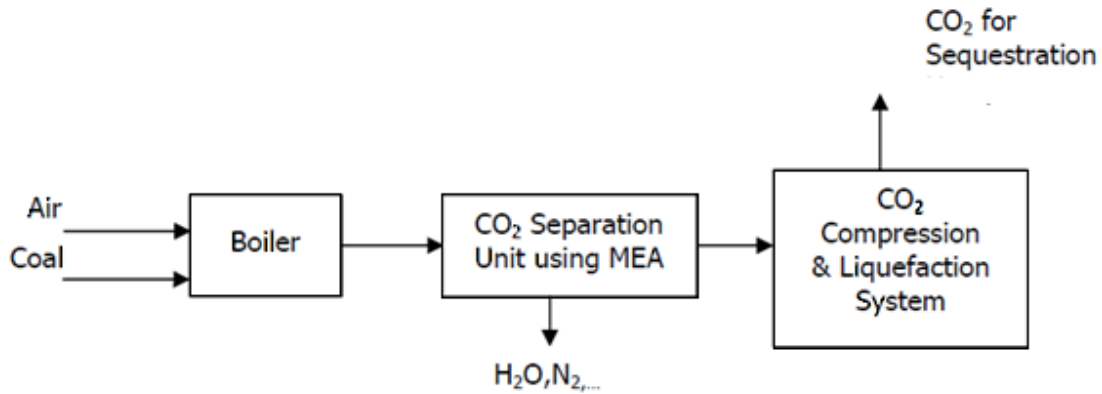 CO₂ for
Sequestration
Air
Coal
Boiler
CO₂ Separation
Unit using MEA
CO₂
Compression
& Liquefaction
System
H₂O,N₂,...